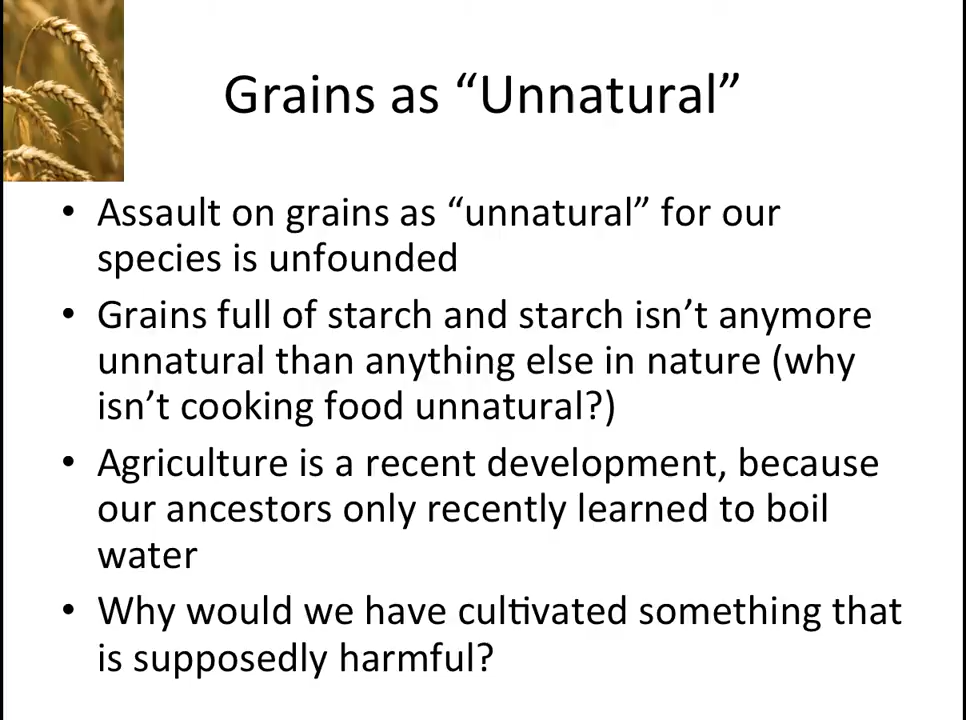 Grains as “Unnatural”
• Assault on grains as “unnatural” for our
species is unfounded
• Grains full of starch and starch isn’t anymore
unnatural than anything else in nature (why
isn’t cooking food unnatural?)
• Agriculture is a recent development, because
our ancestors only recently learned to boil
water
• Why would we have cultivated something that
is supposedly harmful?